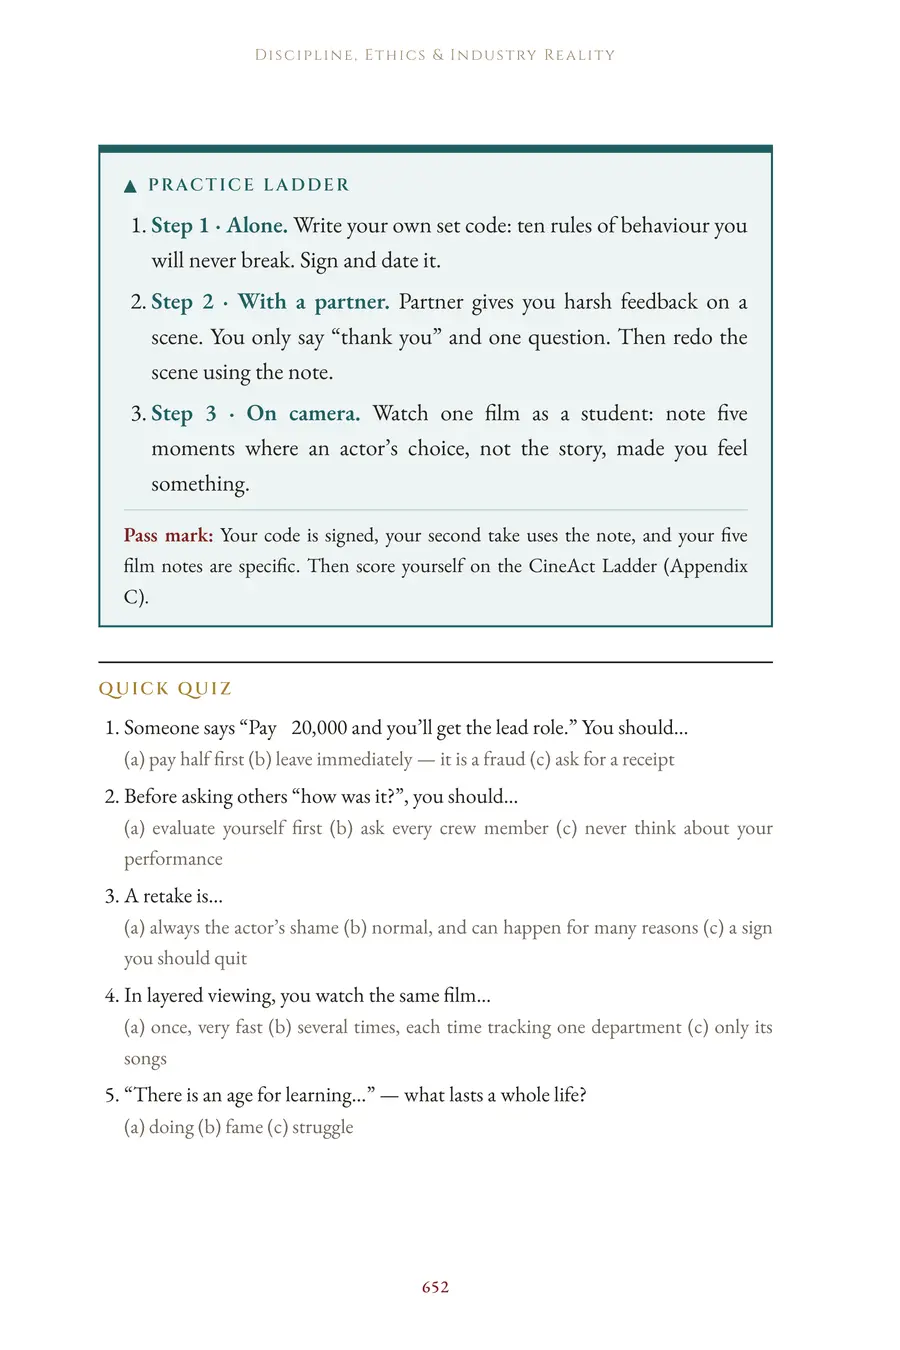 Discipline, Ethics & Industry Reality
▲ PRACTICE LADDER
1. Step 1 · Alone. Write your own set code: ten rules of behaviour you
will never break. Sign and date it.
2. Step 2 · With a partner. Partner gives you harsh feedback on a
scene. You only say “thank you” and one question. Then redo the
scene using the note.
3. Step 3 · On camera. Watch one film as a student: note five
moments where an actor’s choice, not the story, made you feel
something.
Pass mark: Your code is signed, your second take uses the note, and your five
film notes are specific. Then score yourself on the CineAct Ladder (Appendix
C).
QUICK QUIZ
1. Someone says “Pay 20,000 and you’ll get the lead role.” You should…
(a) pay half first (b) leave immediately — it is a fraud (c) ask for a receipt
2. Before asking others “how was it?”, you should…
(a) evaluate yourself first (b) ask every crew member (c) never think about your
performance
3. A retake is…
(a) always the actor’s shame (b) normal, and can happen for many reasons (c) a sign
you should quit
4. In layered viewing, you watch the same film…
(a) once, very fast (b) several times, each time tracking one department (c) only its
songs
5. “There is an age for learning…” — what lasts a whole life?
(a) doing (b) fame (c) struggle
652